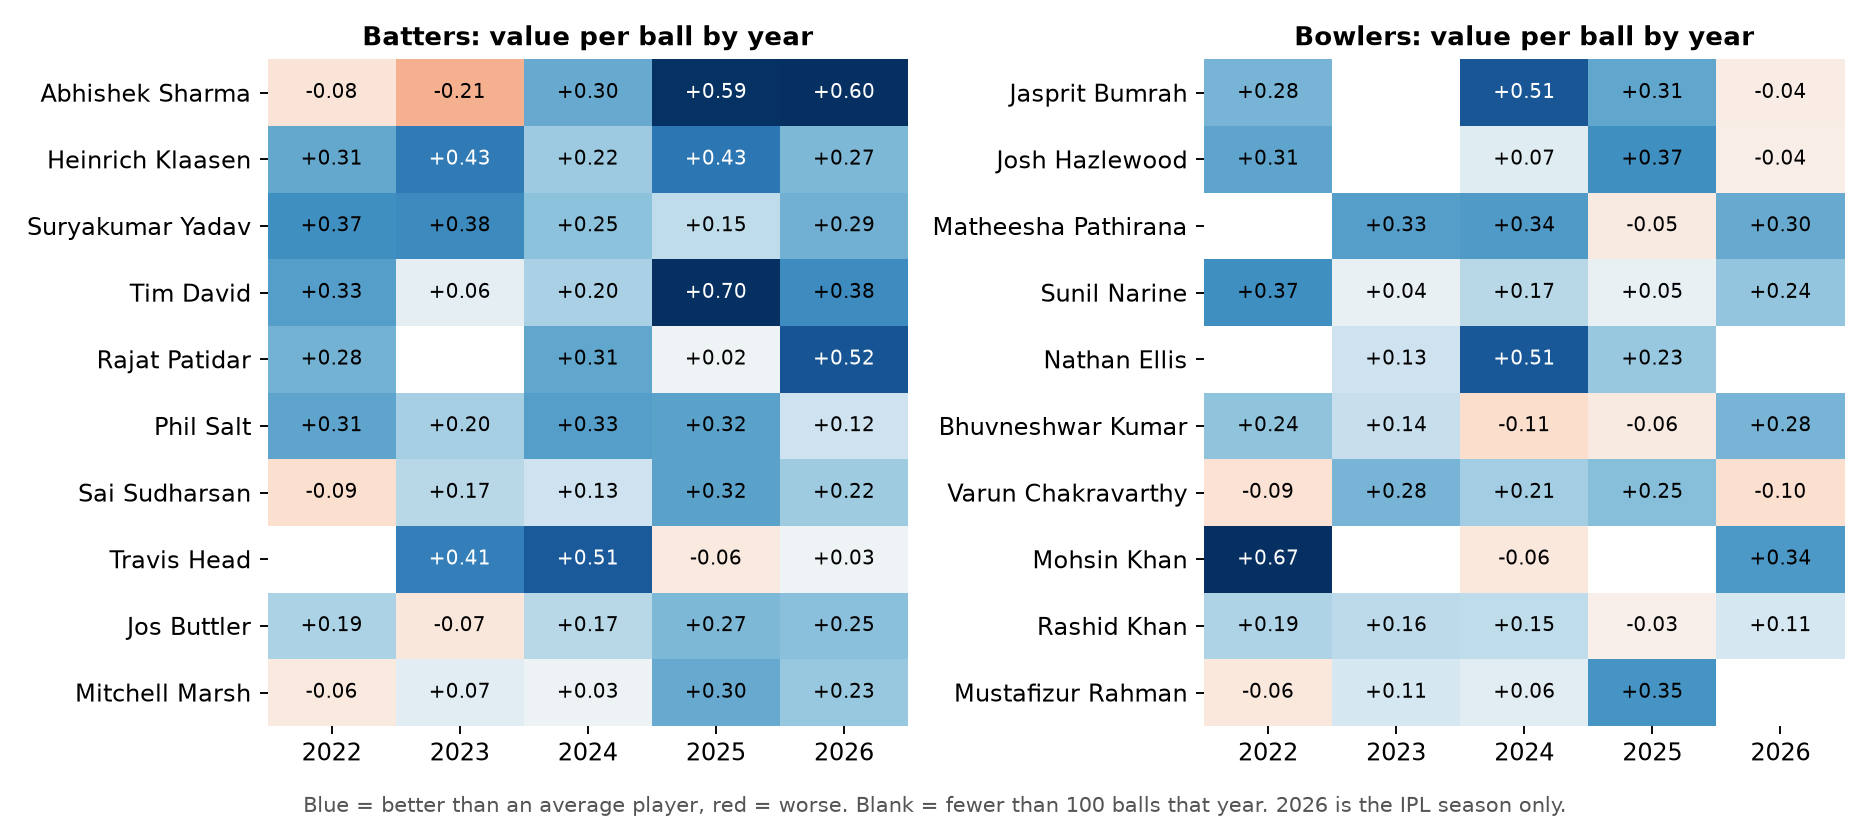 Batters: value per ball by year
Abhishek Sharma -0.08 -0.21 +0.30 +0.59 +0.60
Heinrich Klaasen +0.31 +0.43 +0.22 +0.43 +0.27
Suryakumar Yadav +0.37 +0.38 +0.25 +0.15 +0.29
Tim David +0.33 +0.06 +0.20 +0.70 +0.38
Rajat Patidar +0.28 +0.31 +0.02 +0.52
Phil Salt +0.31 +0.20 +0.33 +0.32 +0.12
Sai Sudharsan -0.09 +0.17 +0.13 +0.32 +0.22
Travis Head +0.41 +0.51 -0.06 +0.03
Jos Buttler +0.19 -0.07 +0.17 +0.27 +0.25
Mitchell Marsh -0.06 +0.07 +0.03 +0.30 +0.23
2022 2023 2024 2025 2026
Bowlers: value per ball by year
Jasprit Bumrah +0.28 +0.51 +0.31 -0.04
Josh Hazlewood +0.31 +0.07 +0.37 -0.04
Matheesha Pathirana +0.33 +0.34 -0.05 +0.30
Sunil Narine +0.37 +0.04 +0.17 +0.05 +0.24
Nathan Ellis +0.13 +0.51 +0.23
Bhuvneshwar Kumar +0.24 +0.14 -0.11 -0.06 +0.28
Varun Chakravarthy -0.09 +0.28 +0.21 +0.25 -0.10
Mohsin Khan +0.67 -0.06 +0.34
Rashid Khan +0.19 +0.16 +0.15 -0.03 +0.11
Mustafizur Rahman -0.06 +0.11 +0.06 +0.35
2022 2023 2024 2025 2026
Blue = better than an average player, red = worse. Blank = fewer than 100 balls that year. 2026 is the IPL season only.